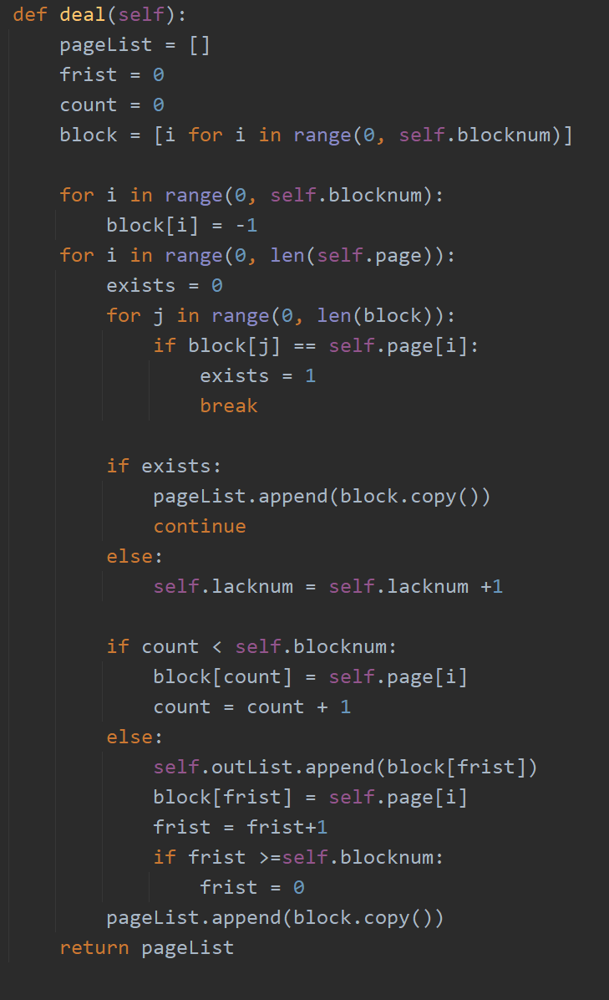 def deal(self):
    pageList = []
    frist = 0
    count = 0
    block = [i for i in range(0, self.blocknum)]

    for i in range(0, self.blocknum):
        block[i] = -1
    for i in range(0, len(self.page)):
        exists = 0
        for j in range(0, len(block)):
            if block[j] == self.page[i]:
                exists = 1
                break

        if exists:
            pageList.append(block.copy())
            continue
        else:
            self.lacknum = self.lacknum +1

        if count < self.blocknum:
            block[count] = self.page[i]
            count = count + 1
        else:
            self.outList.append(block[frist])
            block[frist] = self.page[i]
            frist = frist+1
            if frist >=self.blocknum:
                frist = 0
        pageList.append(block.copy())
    return pageList